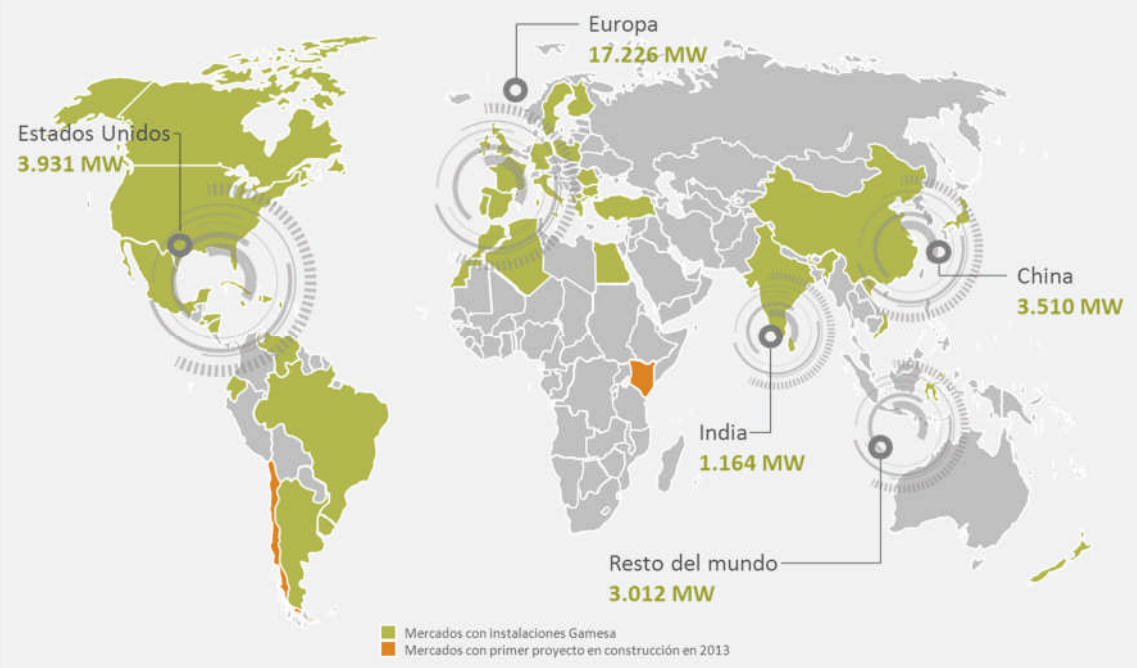 Europa
17.226 MW
Estados Unidos
3.931 MW
China
3.510 MW
India
1.164 MW
Resto del mundo
3.012 MW
Mercados con instalaciones Gamesa
Mercados con primer proyecto en construcción en 2013